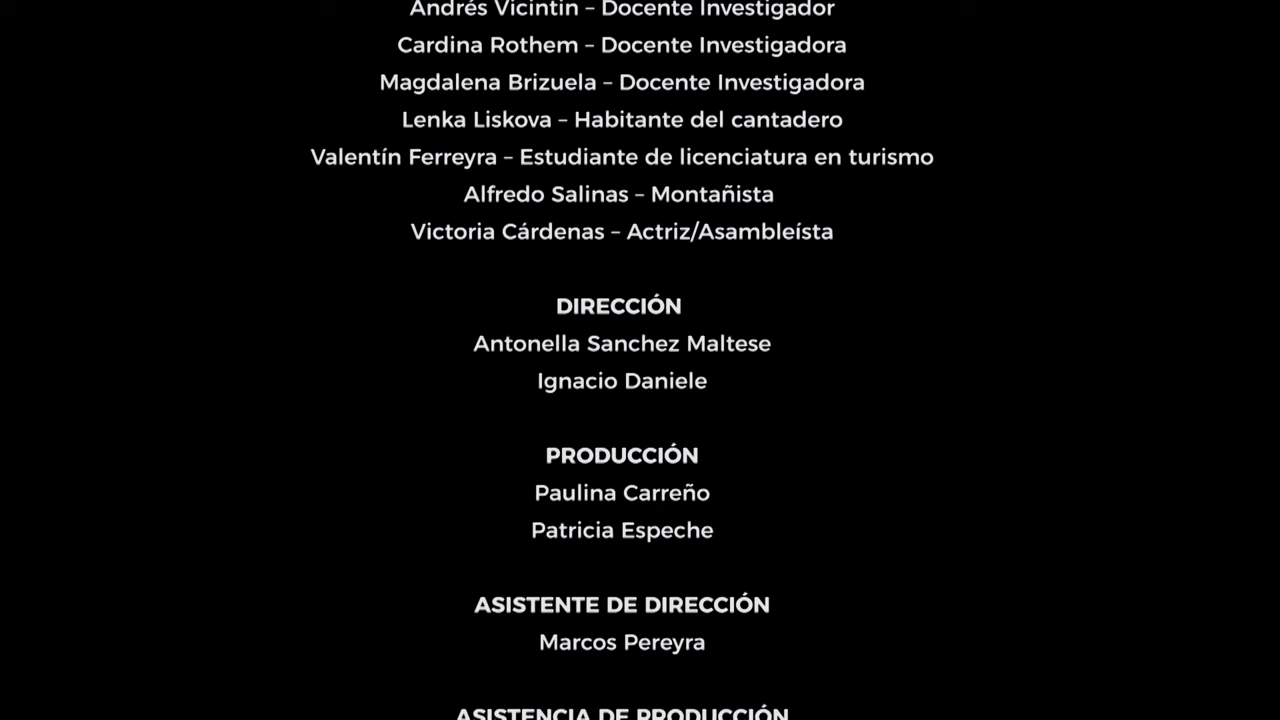 Andrés Vicintin – Docente Investigador
Cardina Rothem – Docente Investigadora
Magdalena Brizuela – Docente Investigadora
Lenka Liskova – Habitante del cantadero
Valentín Ferreyra – Estudiante de licenciatura en turismo
Alfredo Salinas – Montañista
Victoria Cárdenas – Actriz/Asambleísta
DIRECCIÓN
Antonella Sanchez Maltese
Ignacio Daniele
PRODUCCIÓN
Paulina Carreño
Patricia Espeche
ASISTENTE DE DIRECCIÓN
Marcos Pereyra
ASISTENCIA DE PRODUCCIÓN